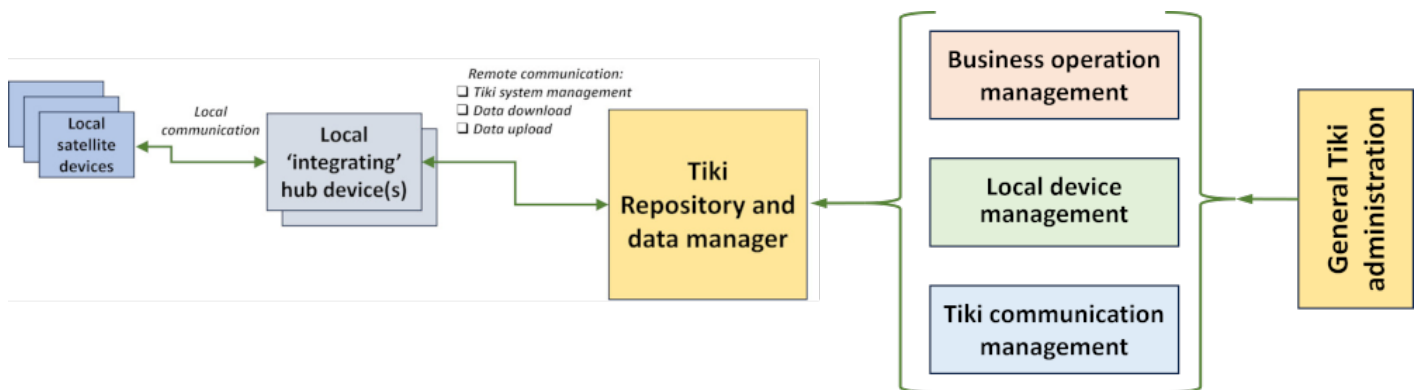 Local
satellite
devices
Local
communication
Local
‘integrating’
hub device(s)
Remote communication:
❑ Tiki system management
❑ Data download
❑ Data upload
Tiki
Repository and
data manager
Business operation
management
Local device
management
Tiki communication
management
General Tiki
administration